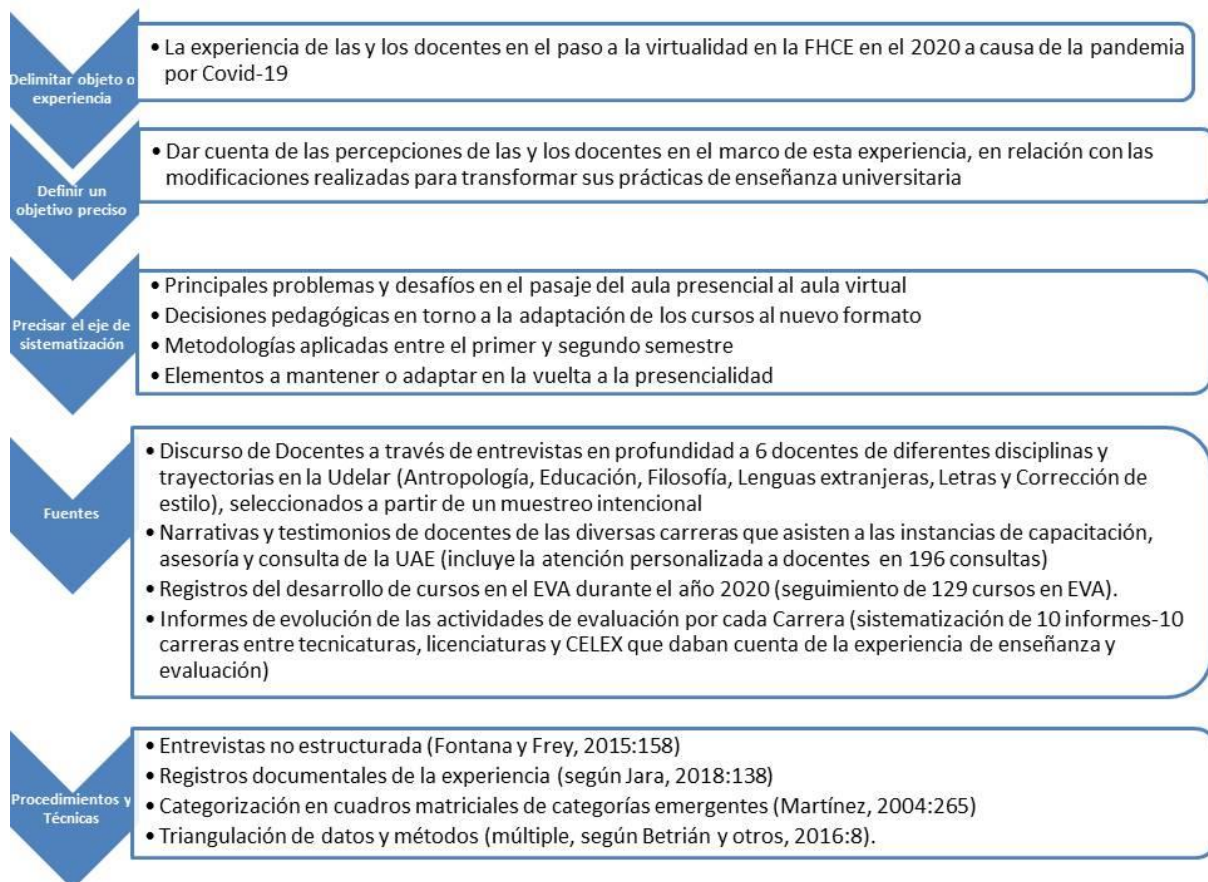 Delimitar objeto o
experiencia
• La experiencia de las y los docentes en el paso a la virtualidad en la FHCE en el 2020 a causa de la pandemia
por Covid-19
Definir un
objetivo preciso
• Dar cuenta de las percepciones de las y los docentes en el marco de esta experiencia, en relación con las
modificaciones realizadas para transformar sus prácticas de enseñanza universitaria
Precisar el eje de
sistematización
• Principales problemas y desafíos en el pasaje del aula presencial al aula virtual
• Decisiones pedagógicas en torno a la adaptación de los cursos al nuevo formato
• Metodologías aplicadas entre el primer y segundo semestre
• Elementos a mantener o adaptar en la vuelta a la presencialidad
Fuentes
• Discurso de Docentes a través de entrevistas en profundidad a 6 docentes de diferentes disciplinas y
trayectorias en la Udelar (Antropología, Educación, Filosofía, Lenguas extranjeras, Letras y Corrección de
estilo), seleccionados a partir de un muestreo intencional
• Narrativas y testimonios de docentes de las diversas carreras que asisten a las instancias de capacitación,
asesoría y consulta de la UAE (incluye la atención personalizada a docentes en 196 consultas)
• Registros del desarrollo de cursos en el EVA durante el año 2020 (seguimiento de 129 cursos en EVA).
• Informes de evolución de las actividades de evaluación por cada Carrera (sistematización de 10 informes-10
carreras entre tecnicaturas, licenciaturas y CELEX que daban cuenta de la experiencia de enseñanza y
evaluación)
Procedimientos y
Técnicas
• Entrevistas no estructurada (Fontana y Frey, 2015:158)
• Registros documentales de la experiencia (según Jara, 2018:138)
• Categorización en cuadros matriciales de categorías emergentes (Martínez, 2004:265)
• Triangulación de datos y métodos (múltiple, según Betrián y otros, 2016:8).